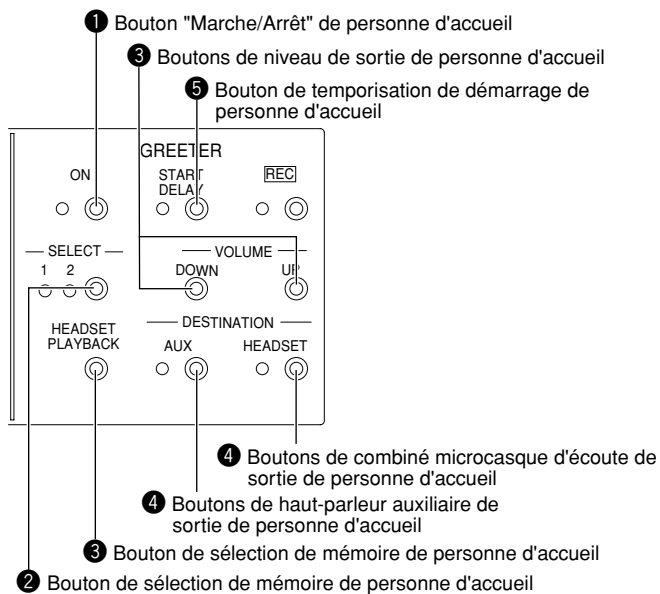 ❶ Bouton "Marche/Arrêt" de personne d'accueil
❸ Boutons de niveau de sortie de personne d'accueil
❺ Bouton de temporisation de démarrage de
personne d'accueil
GREETER
ON START REC
DELAY
SELECT VOLUME
1 2 DOWN UP
DESTINATION
HEADSET
PLAYBACK AUX HEADSET
❹ Boutons de combiné microcasque d'écoute de
sortie de personne d'accueil
❹ Boutons de haut-parleur auxiliaire de
sortie de personne d'accueil
❸ Bouton de sélection de mémoire de personne d'accueil
❷ Bouton de sélection de mémoire de personne d'accueil